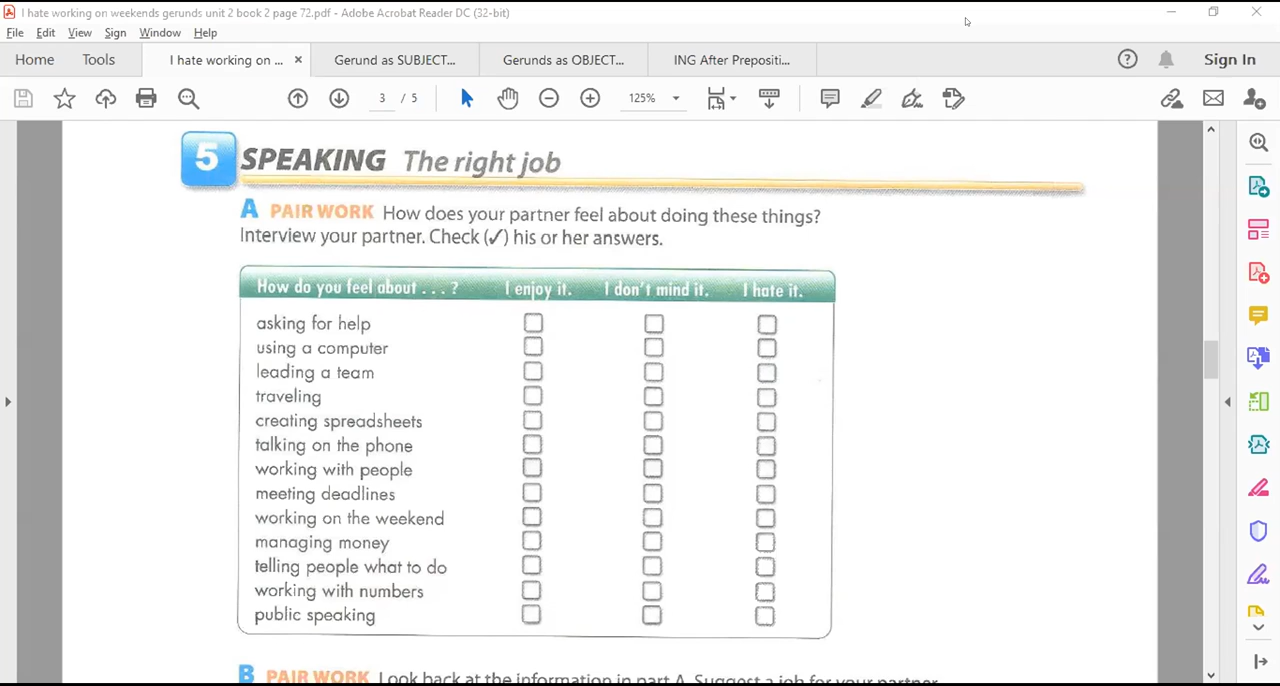 I hate working on weekends gerunds unit 2 book 2 page 72.pdf - Adobe Acrobat Reader DC (32-bit)
File Edit View Sign Window Help
Home Tools I hate working on ... × Gerund as SUBJECT... Gerunds as OBJECT... ING After Prepositi... Sign In
3 / 5 125%
5 SPEAKING The right job
A PAIR WORK How does your partner feel about doing these things?
Interview your partner. Check (✓) his or her answers.
How do you feel about . . . ? I enjoy it. I don't mind it. I hate it.
asking for help
using a computer
leading a team
traveling
creating spreadsheets
talking on the phone
working with people
meeting deadlines
working on the weekend
managing money
telling people what to do
working with numbers
public speaking
B PAIR WORK Look back at the information in part A. Suggest a job for your partner.